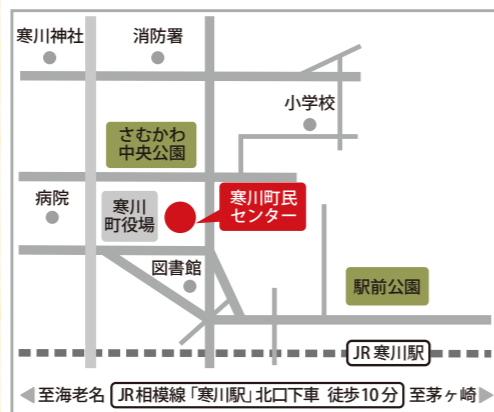 寒川神社
消防署
小学校
さむかわ
中央公園
病院
寒川
町役場
寒川町民
センター
図書館
駅前公園
JR寒川駅
至海老名
JR相模線「寒川駅」北口下車 徒歩10分
至茅ヶ崎